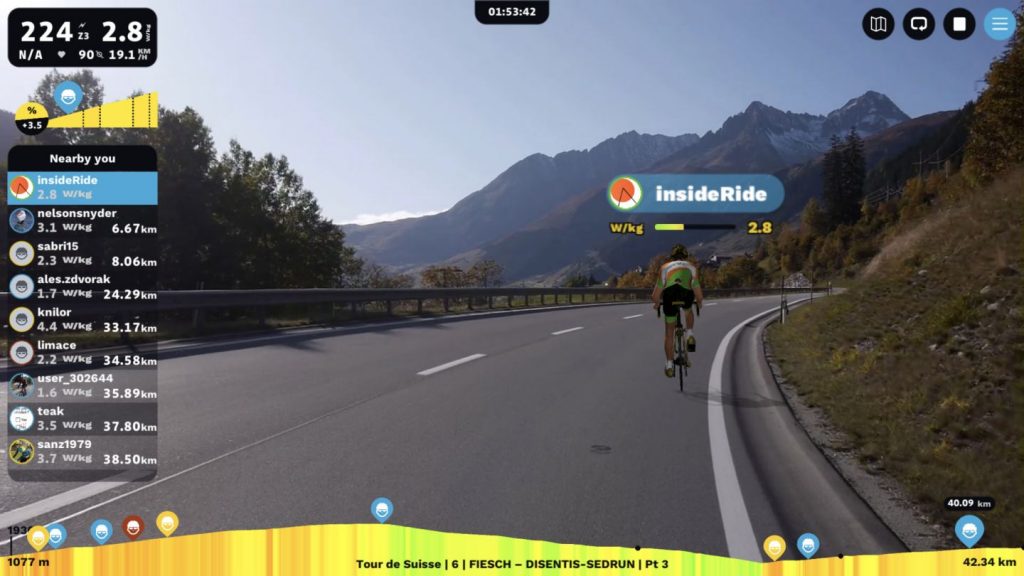 01:53:42
224 Z3 2.8 W/KG
N/A 90 19.1 KM/H
%
+3.5
Nearby you
insideRide
2.8 W/kg
nelsonsnyder
3.1 W/kg 6.67km
sabri15
2.3 W/kg 8.06km
ales.zdvorak
1.7 W/kg 24.29km
knilor
4.4 W/kg 33.17km
limace
2.2 W/kg 34.58km
user_302644
1.6 W/kg 35.89km
teak
3.5 W/kg 37.80km
sanz1979
3.7 W/kg 38.50km
insideRide
W/kg 2.8
40.09 km
1077 m
Tour de Suisse | 6 | FIESCH – DISENTIS-SEDRUN | Pt 3
42.34 km